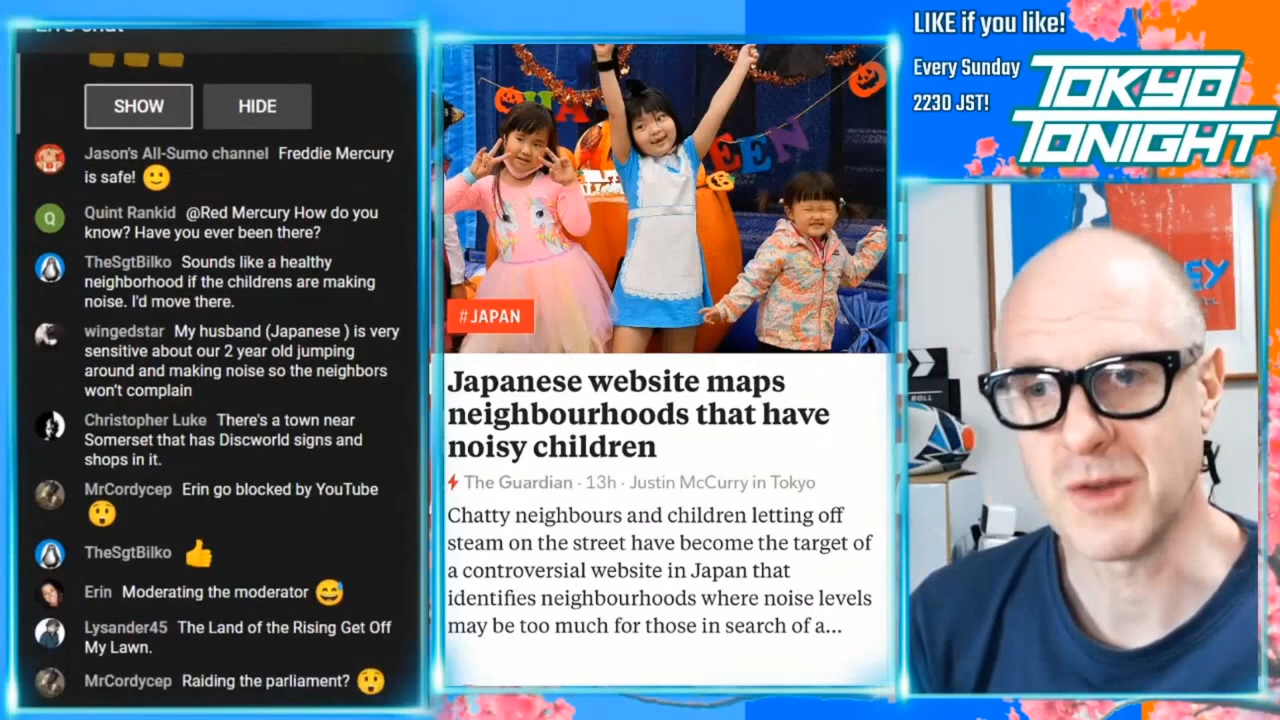 Live chat
SHOW
HIDE
Jason's All-Sumo channel Freddie Mercury
is safe!
Q
Quint Rankid @Red Mercury How do you
know? Have you ever been there?
TheSgtBilko Sounds like a healthy
neighborhood if the childrens are making
noise. I'd move there.
wingedstar My husband (Japanese ) is very
sensitive about our 2 year old jumping
around and making noise so the neighbors
won't complain
Christopher Luke There's a town near
Somerset that has Discworld signs and
shops in it.
MrCordycep Erin go blocked by YouTube
TheSgtBilko
Erin Moderating the moderator
Lysander45 The Land of the Rising Get Off
My Lawn.
MrCordycep Raiding the parliament?
EEN
#JAPAN
Japanese website maps
neighbourhoods that have
noisy children
The Guardian · 13h · Justin McCurry in Tokyo
Chatty neighbours and children letting off
steam on the street have become the target of
a controversial website in Japan that
identifies neighbourhoods where noise levels
may be too much for those in search of a...
LIKE if you like!
Every Sunday
2230 JST!
TOKYO
TONIGHT
EY
ROLL